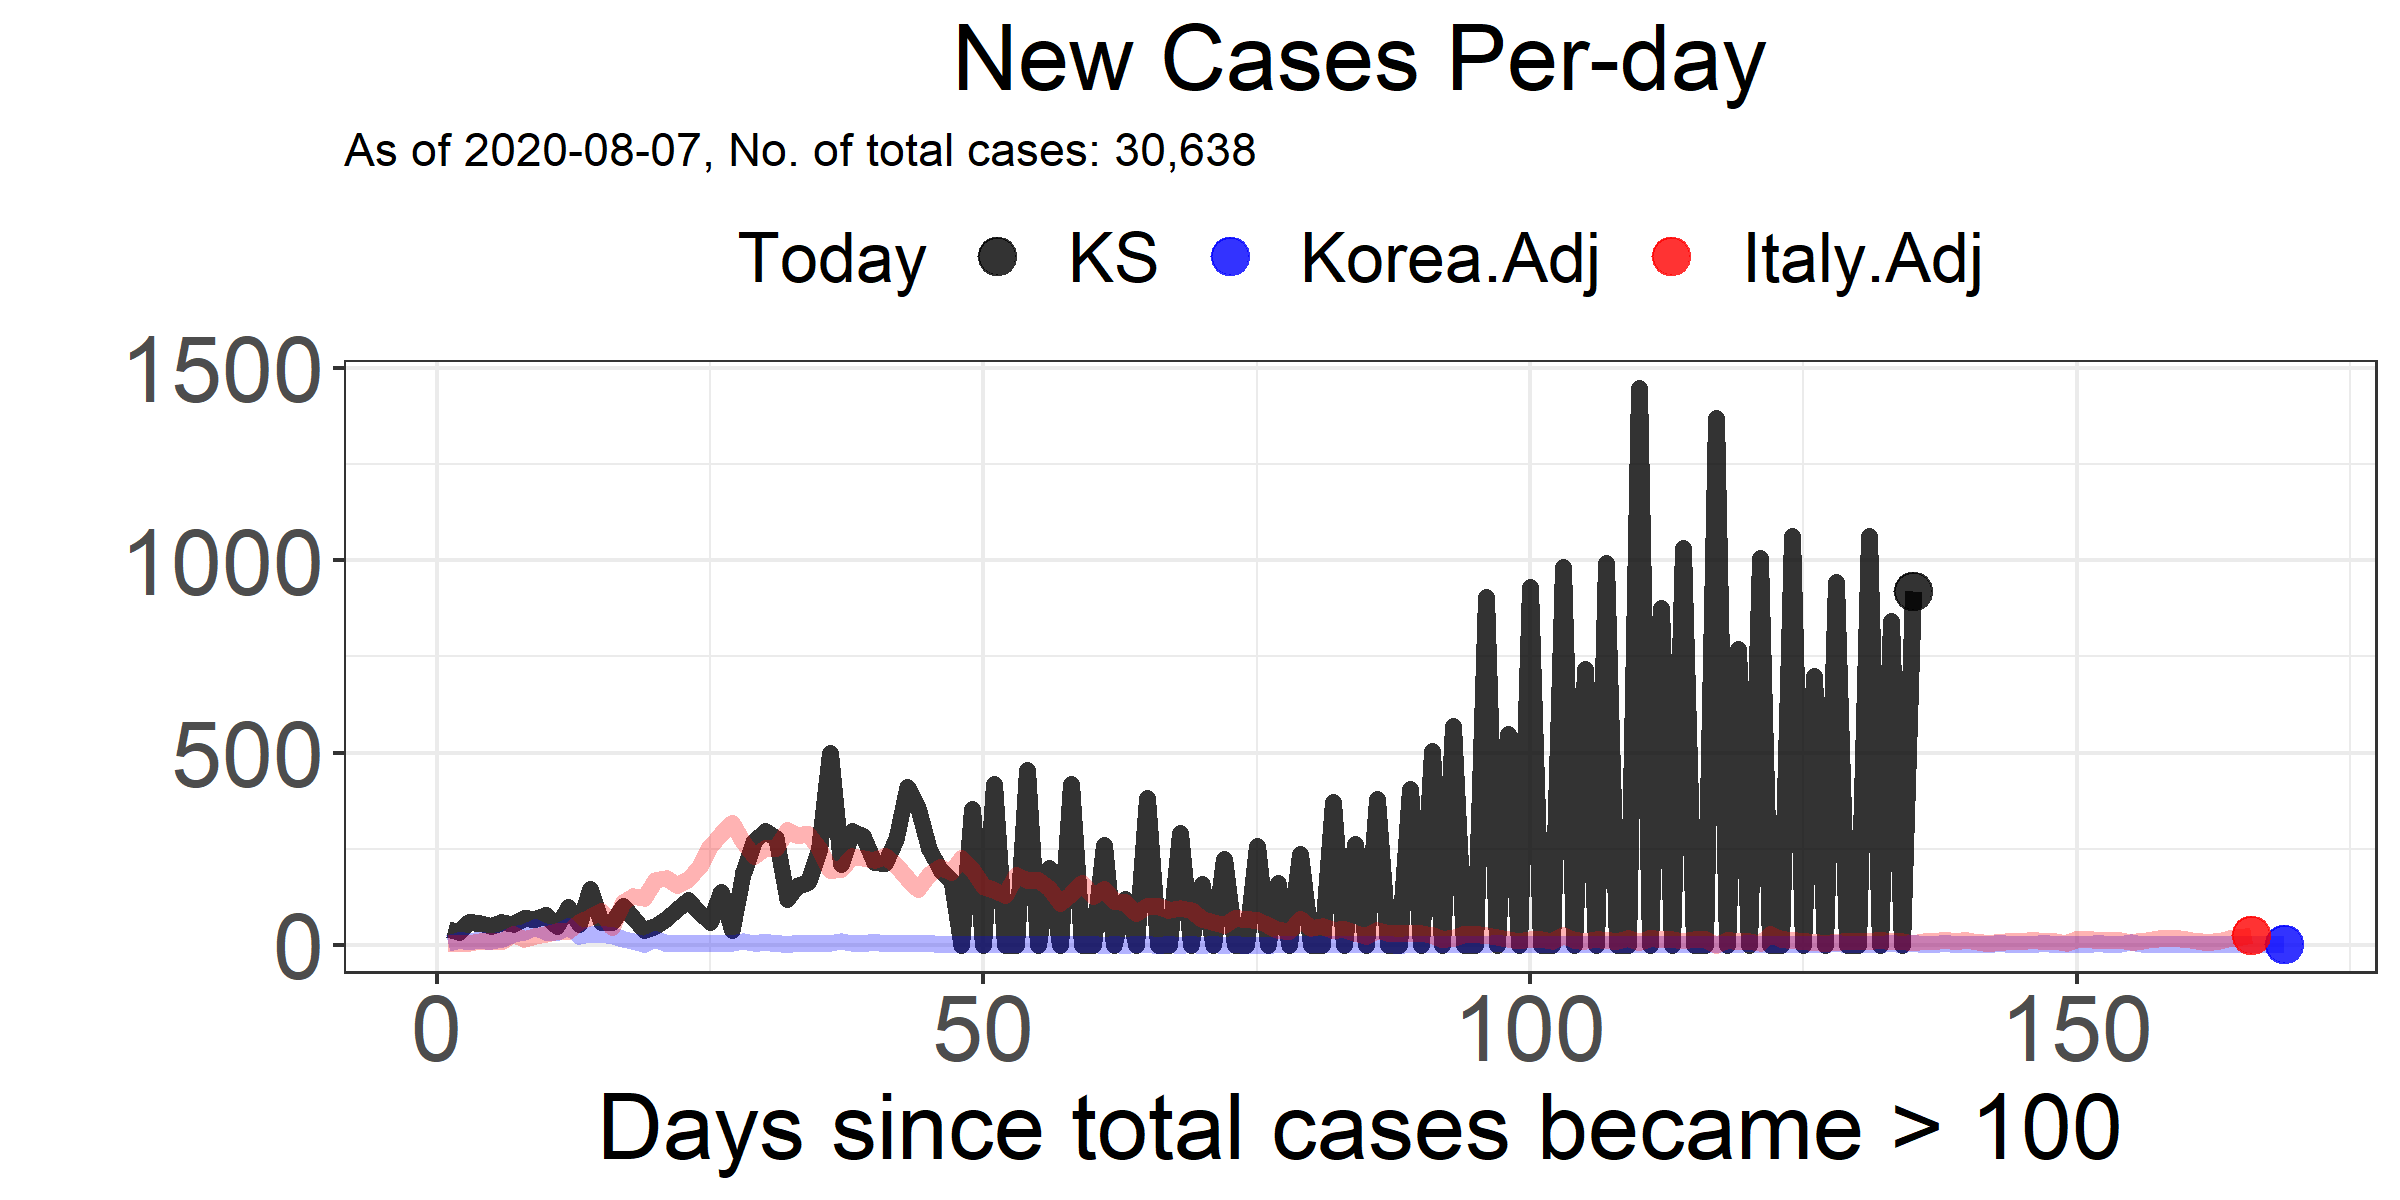 New Cases Per-day
As of 2020-08-07, No. of total cases: 30,638
Today KS Korea.Adj Italy.Adj
1500
1000
500
0
0 50 100 150
Days since total cases became > 100